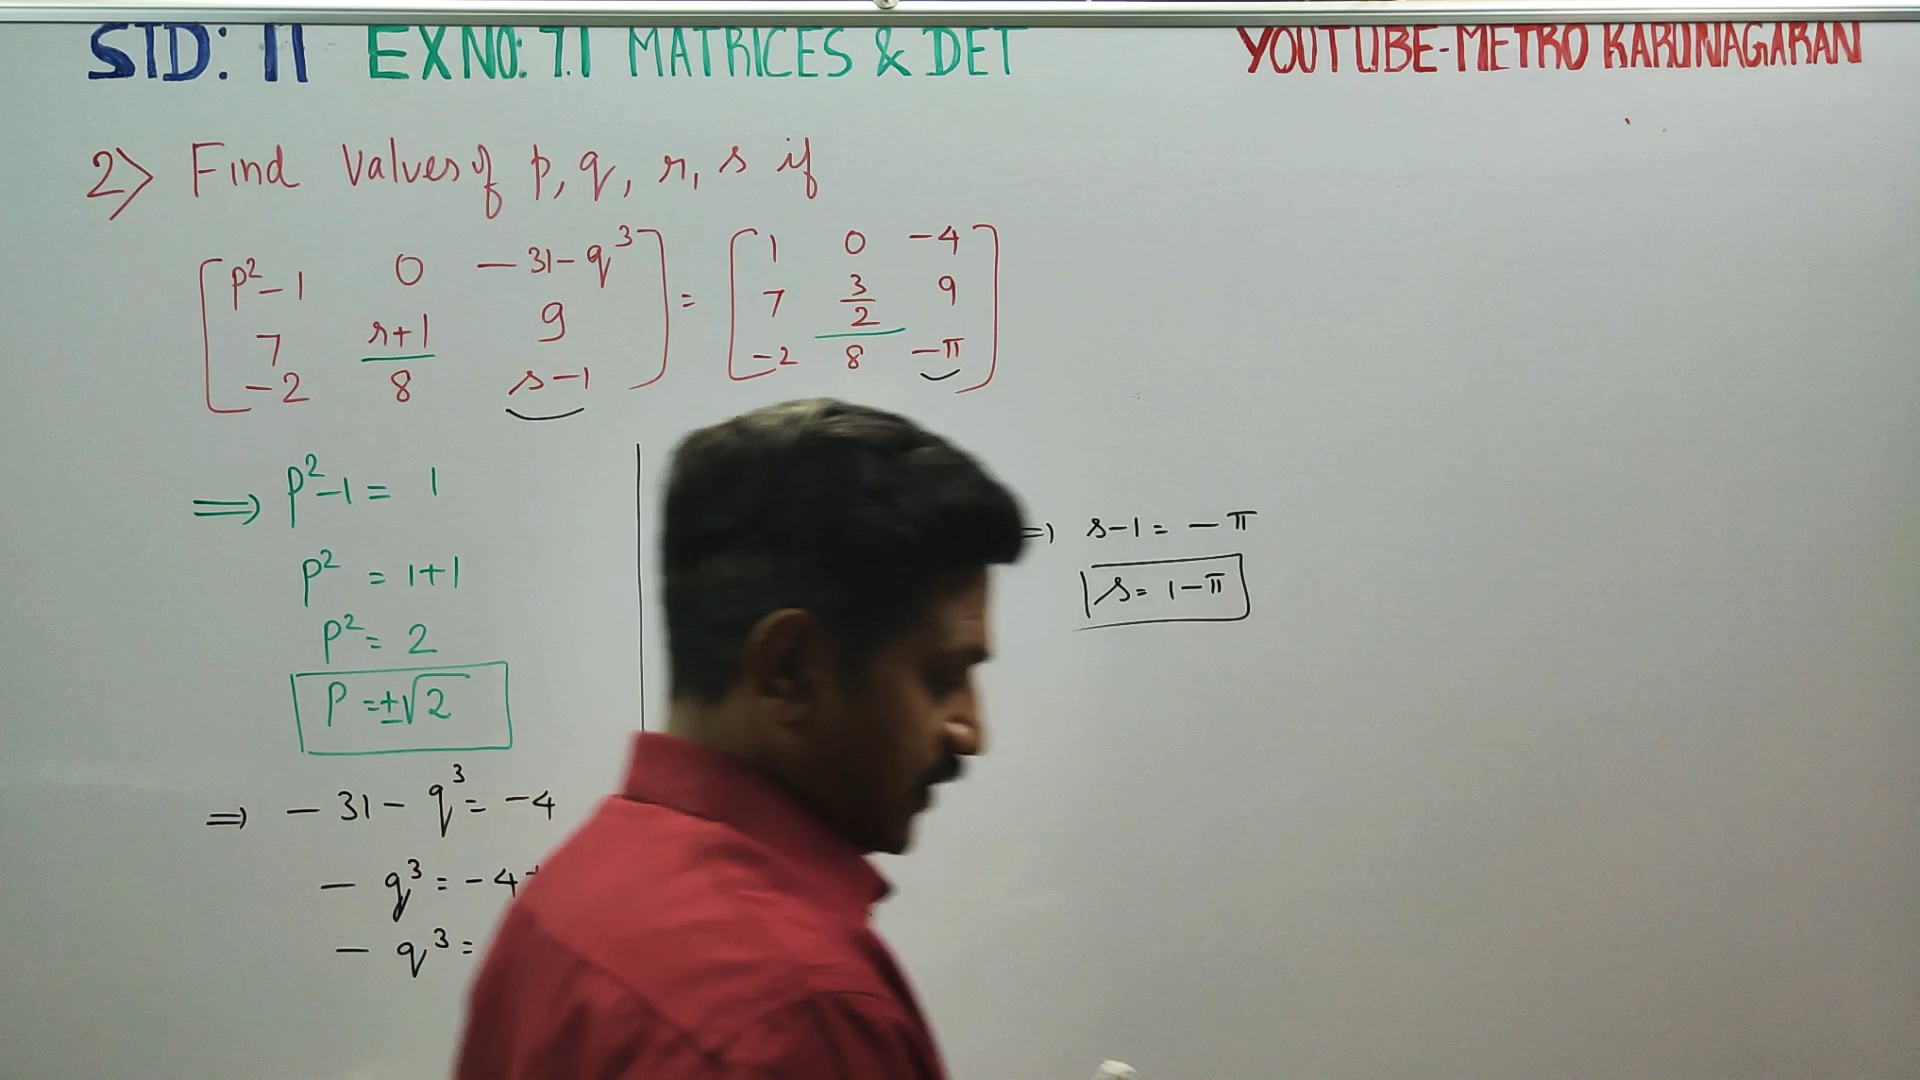 STD: 11 EX NO: 7.1 MATRICES & DET YOUTUBE-METRO KARUNAGARAN
2> Find Values of p, q, r, s if
[p²-1 0 -31-q³] = [1 0 -4]
[7 r+1 9] [7 3/2 9]
[-2 8 s-1] [-2 8 -π]
⇒ p²-1 = 1
p² = 1+1
p² = 2
P = ±√2
⇒ -31 - q³ = -4
- q³ = -4
- q³ =
⇒ s-1 = -π
s = 1-π